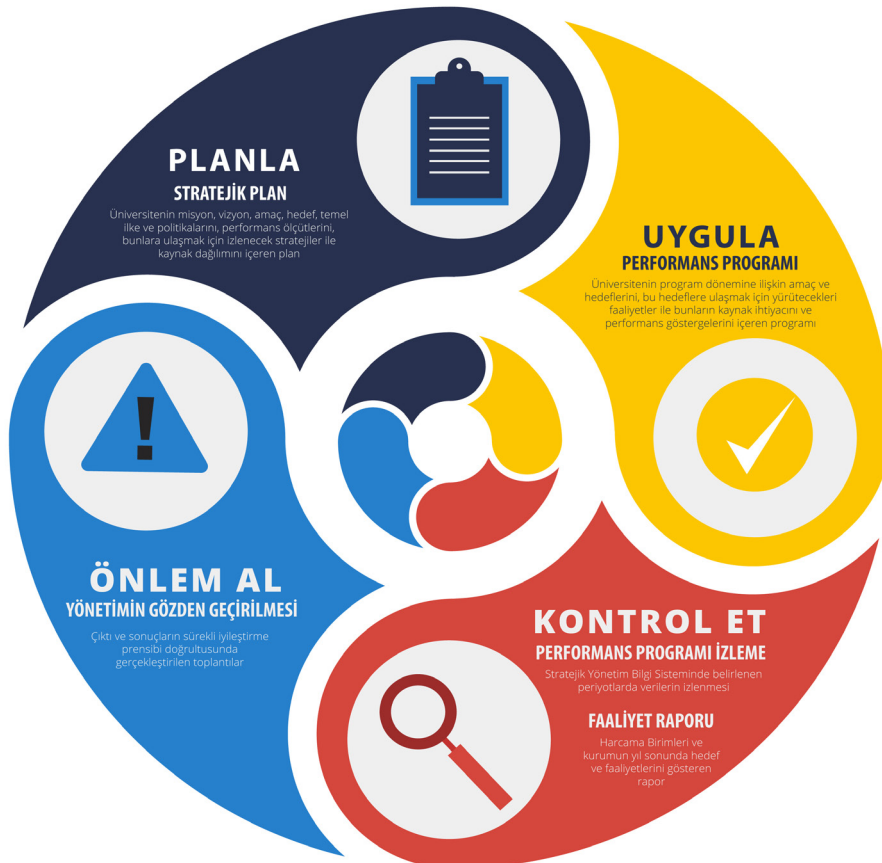 PLANLA
STRATEJİK PLAN
Üniversitenin misyon, vizyon, amaç, hedef, temel
ilke ve politikalarını, performans ölçütlerini,
bunlara ulaşmak için izlenecek stratejiler ile
kaynak dağılımını içeren plan
UYGULA
PERFORMANS PROGRAMI
Üniversitenin program dönemine ilişkin amaç ve
hedeflerini, bu hedeflere ulaşmak için yürütecekleri
faaliyetler ile bunların kaynak ihtiyacını ve
performans göstergelerini içeren programı
KONTROL ET
PERFORMANS PROGRAMI İZLEME
Stratejik Yönetim Bilgi Sisteminde belirlenen
periyotlarda verilerin izlenmesi
FAALİYET RAPORU
Harcama Birimleri ve
kurumun yıl sonunda hedef
ve faaliyetlerini gösteren
rapor
ÖNLEM AL
YÖNETİMİN GÖZDEN GEÇİRİLMESİ
Çıktı ve sonuçların sürekli iyileştirme
prensibi doğrultusunda
gerçekleştirilen toplantılar